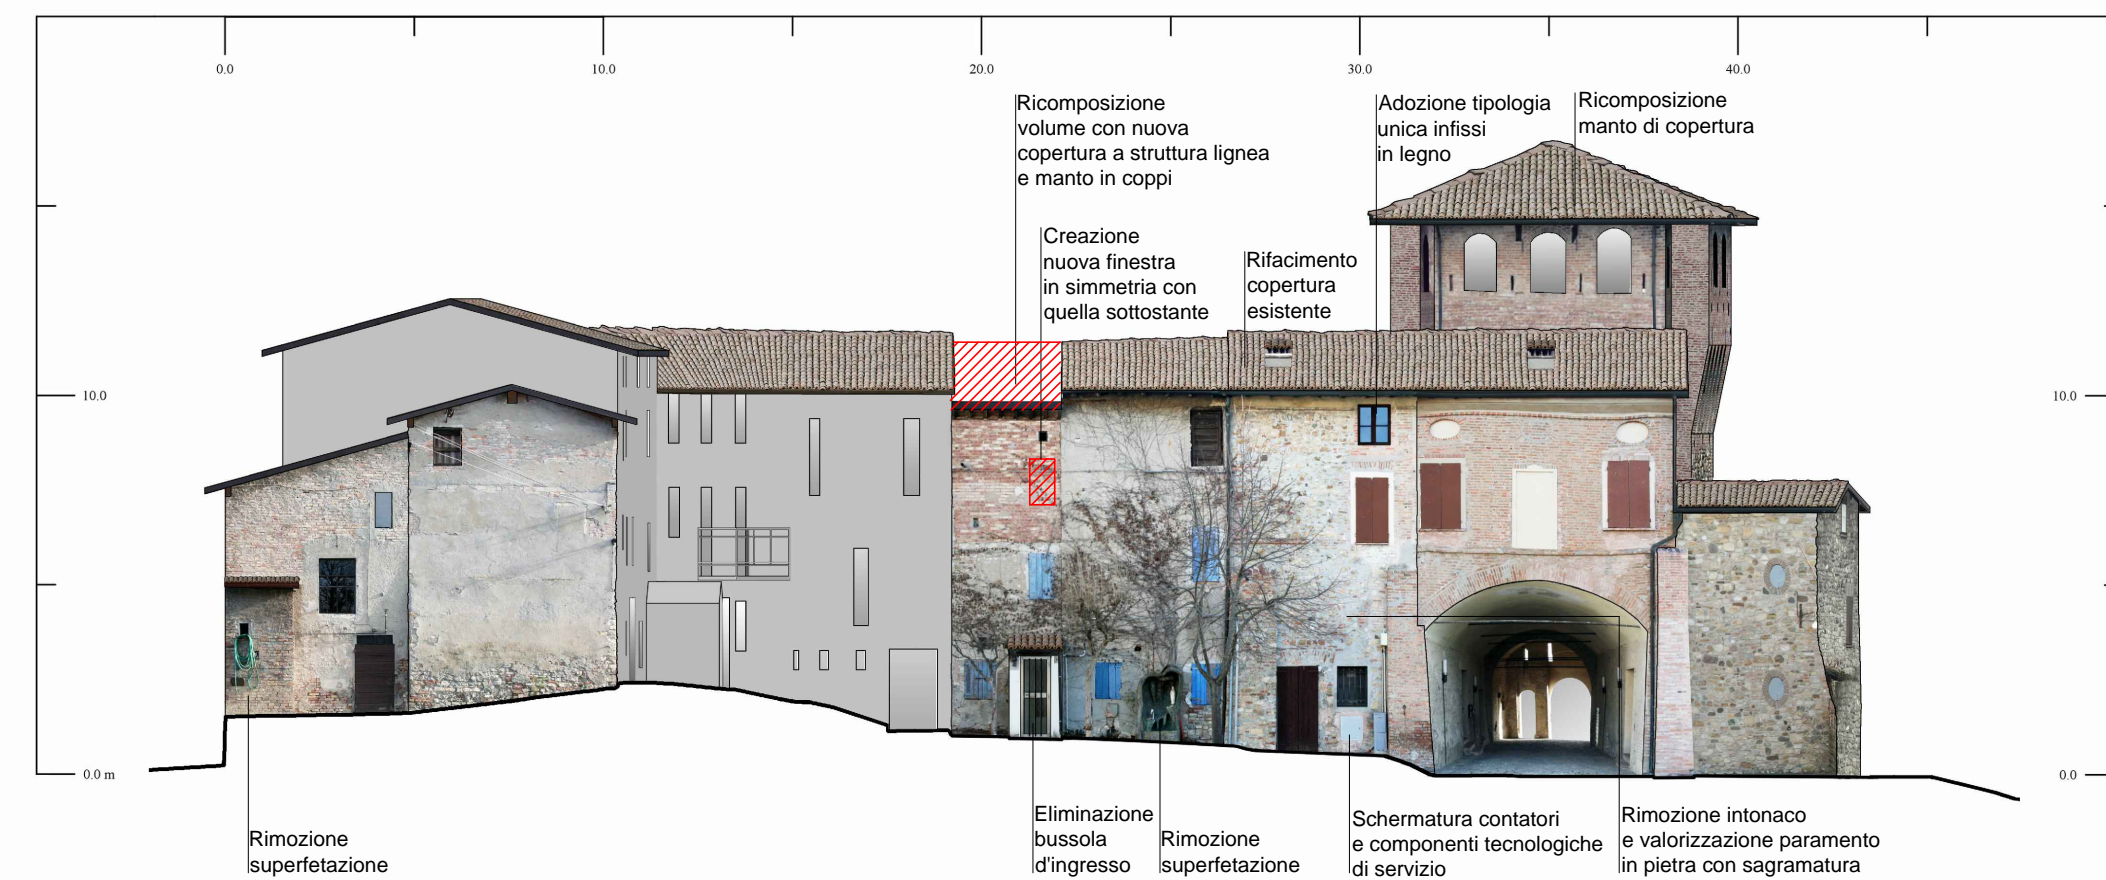 0.0
10.0
20.0
30.0
40.0
Ricomposizione
volume con nuova
copertura a struttura lignea
e manto in coppi
Adozione tipologia
unica infissi
in legno
Ricomposizione
manto di copertura
Creazione
nuova finestra
in simmetria con
quella sottostante
Rifacimento
copertura
esistente
10.0
10.0
0.0 m
0.0
Rimozione
superfetazione
Eliminazione
bussola
d'ingresso
Rimozione
superfetazione
Schermatura contatori
e componenti tecnologiche
di servizio
Rimozione intonaco
e valorizzazione paramento
in pietra con sagramatura